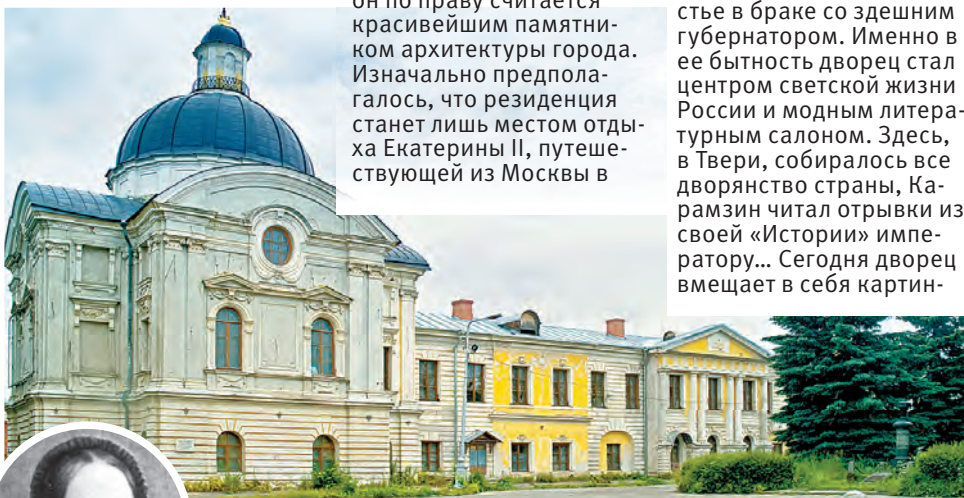 он по праву считается
красивейшим памятни-
ком архитектуры города.
Изначально предпола-
галось, что резиденция
станет лишь местом отды-
ха Екатерины II, путеше-
ствующей из Москвы в
стье в браке со здешним
губернатором. Именно в
ее бытность дворец стал
центром светской жизни
России и модным литера-
турным салоном. Здесь,
в Твери, собиралось все
дворянство страны, Ка-
рамзин читал отрывки из
своей «Истории» импе-
ратору... Сегодня дворец
вмещает в себя картин-